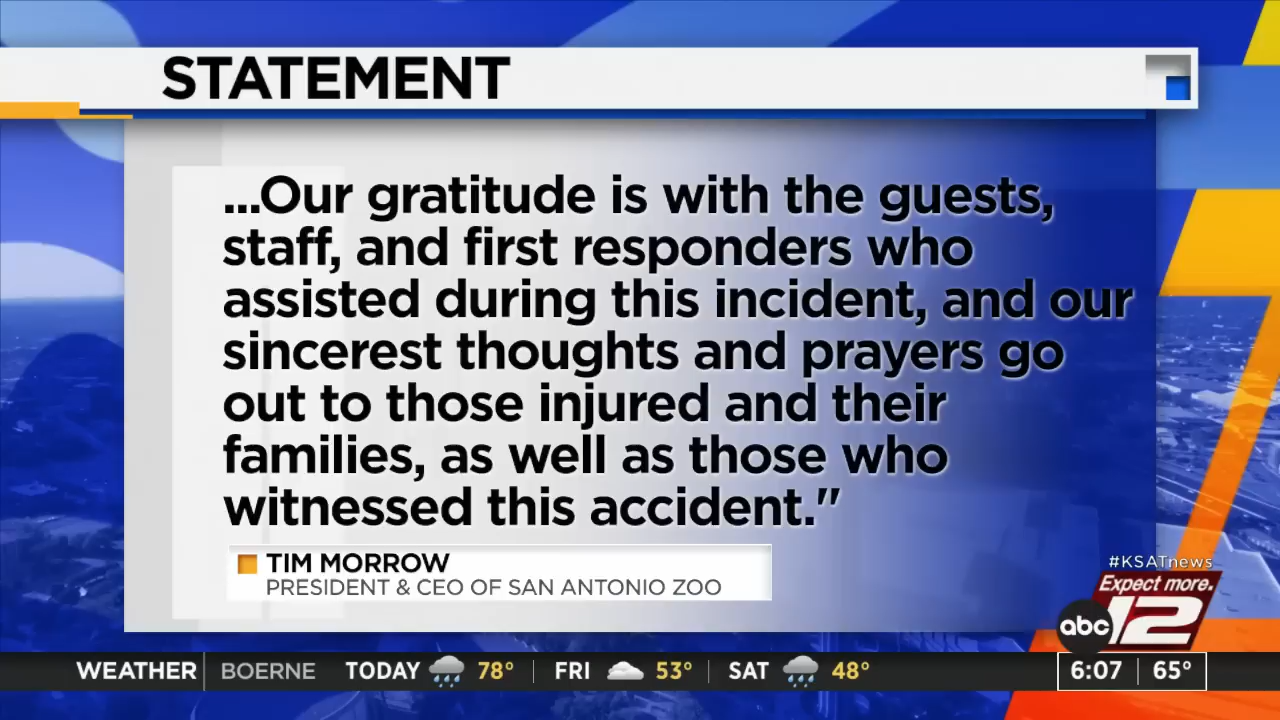 STATEMENT
...Our gratitude is with the guests,
staff, and first responders who
assisted during this incident, and our
sincerest thoughts and prayers go
out to those injured and their
families, as well as those who
witnessed this accident."
TIM MORROW
PRESIDENT & CEO OF SAN ANTONIO ZOO
#KSATnews
Expect more.
abc 12
WEATHER BOERNE TODAY 78° FRI 53° SAT 48° 6:07 65°